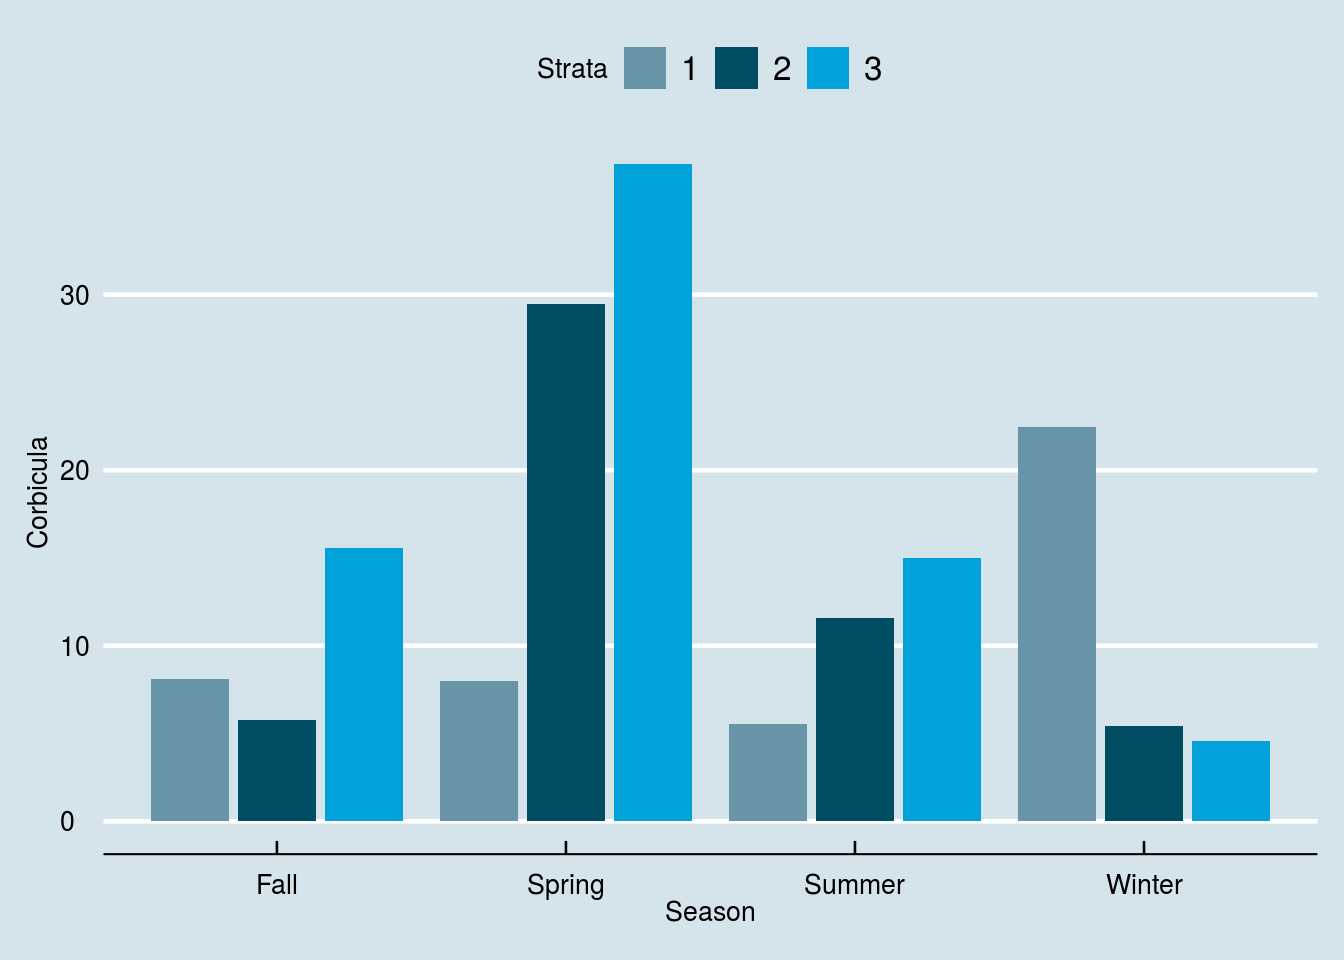 Strata 1 2 3
Corbicula
30
20
10
0
Fall Spring Summer Winter
Season